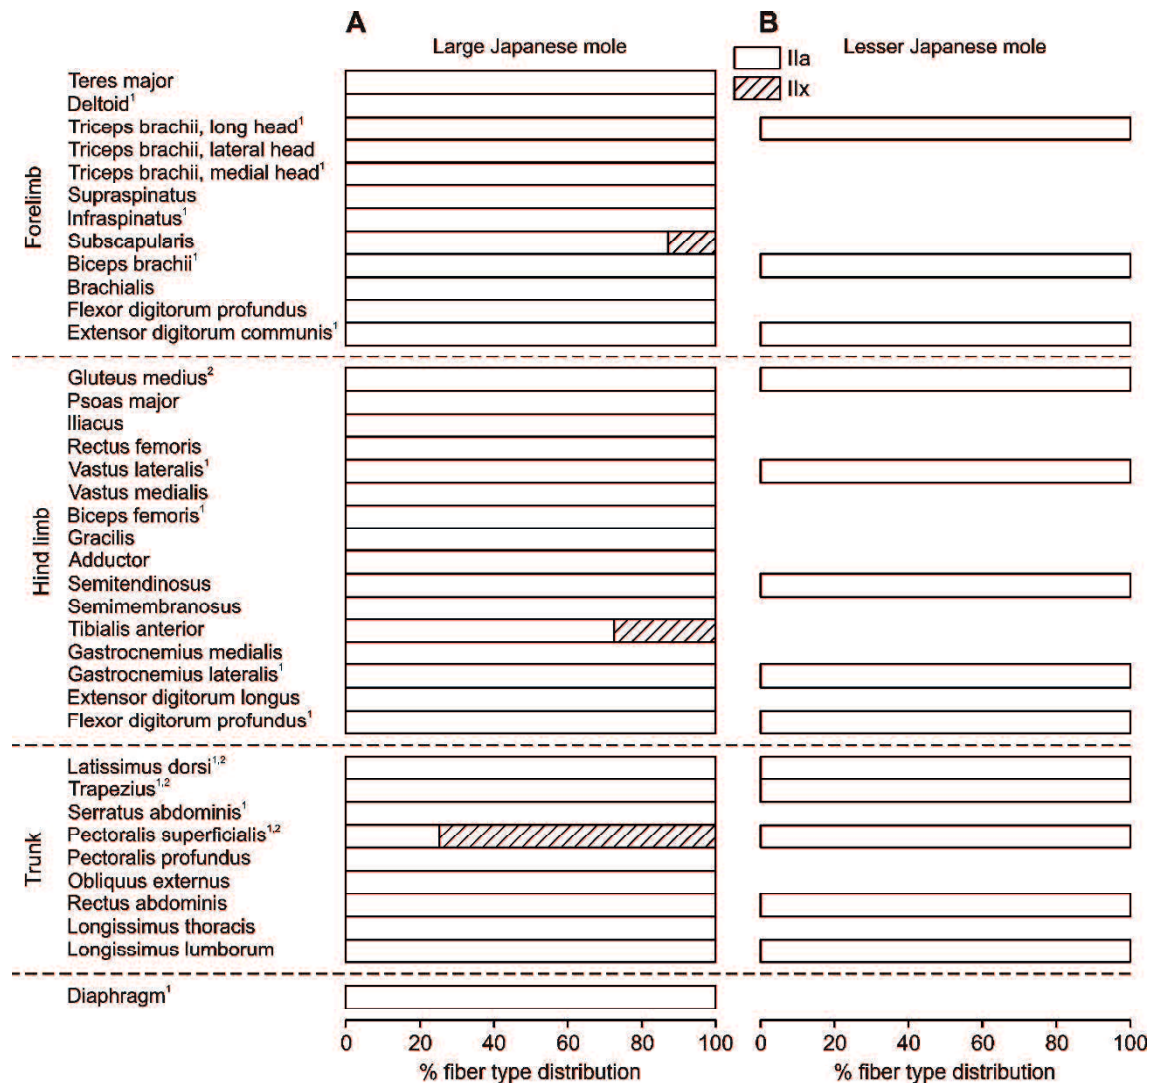 A
B
Large Japanese mole
Lesser Japanese mole
IIa
IIx
Forelimb
Teres major
Deltoid¹
Triceps brachii, long head¹
Triceps brachii, lateral head
Triceps brachii, medial head¹
Supraspinatus
Infraspinatus¹
Subscapularis
Biceps brachii¹
Brachialis
Flexor digitorum profundus
Extensor digitorum communis¹
Hind limb
Gluteus medius²
Psoas major
Iliacus
Rectus femoris
Vastus lateralis¹
Vastus medialis
Biceps femoris¹
Gracilis
Adductor
Semitendinosus
Semimembranosus
Tibialis anterior
Gastrocnemius medialis
Gastrocnemius lateralis¹
Extensor digitorum longus
Flexor digitorum profundus¹
Trunk
Latissimus dorsi¹,²
Trapezius¹,²
Serratus abdominis¹
Pectoralis superficialis¹,²
Pectoralis profundus
Obliquus externus
Rectus abdominis
Longissimus thoracis
Longissimus lumborum
Diaphragm¹
0 20 40 60 80 100
0 20 40 60 80 100
% fiber type distribution
% fiber type distribution